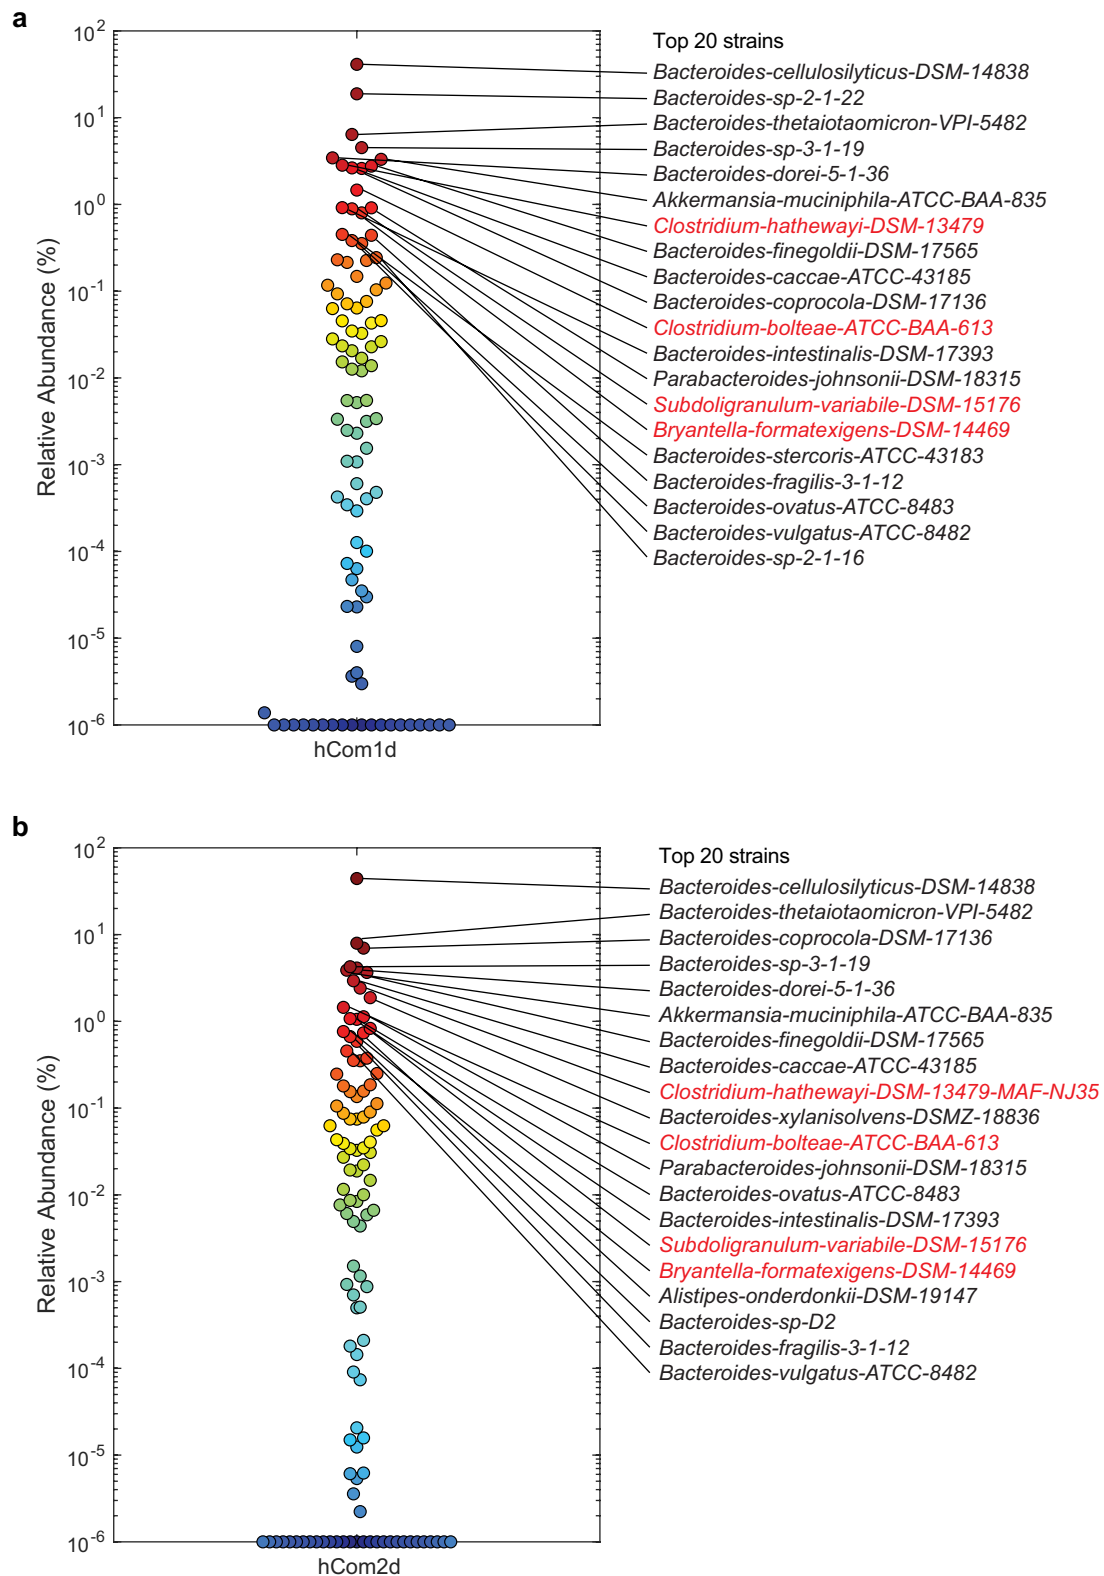 a
Top 20 strains
Bacteroides-cellulosilyticus-DSM-14838
Bacteroides-sp-2-1-22
Bacteroides-thetaiotaomicron-VPI-5482
Bacteroides-sp-3-1-19
Bacteroides-dorei-5-1-36
Akkermansia-muciniphila-ATCC-BAA-835
Clostridium-hathewayi-DSM-13479
Bacteroides-finegoldii-DSM-17565
Bacteroides-caccae-ATCC-43185
Bacteroides-coprocola-DSM-17136
Clostridium-bolteae-ATCC-BAA-613
Bacteroides-intestinalis-DSM-17393
Parabacteroides-johnsonii-DSM-18315
Subdoligranulum-variabile-DSM-15176
Bryantella-formatexigens-DSM-14469
Bacteroides-stercoris-ATCC-43183
Bacteroides-fragilis-3-1-12
Bacteroides-ovatus-ATCC-8483
Bacteroides-vulgatus-ATCC-8482
Bacteroides-sp-2-1-16
Relative Abundance (%)
10^2
10^1
10^0
10^-1
10^-2
10^-3
10^-4
10^-5
10^-6
hCom1d
b
Top 20 strains
Bacteroides-cellulosilyticus-DSM-14838
Bacteroides-thetaiotaomicron-VPI-5482
Bacteroides-coprocola-DSM-17136
Bacteroides-sp-3-1-19
Bacteroides-dorei-5-1-36
Akkermansia-muciniphila-ATCC-BAA-835
Bacteroides-finegoldii-DSM-17565
Bacteroides-caccae-ATCC-43185
Clostridium-hathewayi-DSM-13479-MAF-NJ35
Bacteroides-xylanisolvens-DSMZ-18836
Clostridium-bolteae-ATCC-BAA-613
Parabacteroides-johnsonii-DSM-18315
Bacteroides-ovatus-ATCC-8483
Bacteroides-intestinalis-DSM-17393
Subdoligranulum-variabile-DSM-15176
Bryantella-formatexigens-DSM-14469
Alistipes-onderdonkii-DSM-19147
Bacteroides-sp-D2
Bacteroides-fragilis-3-1-12
Bacteroides-vulgatus-ATCC-8482
Relative Abundance (%)
10^2
10^1
10^0
10^-1
10^-2
10^-3
10^-4
10^-5
10^-6
hCom2d